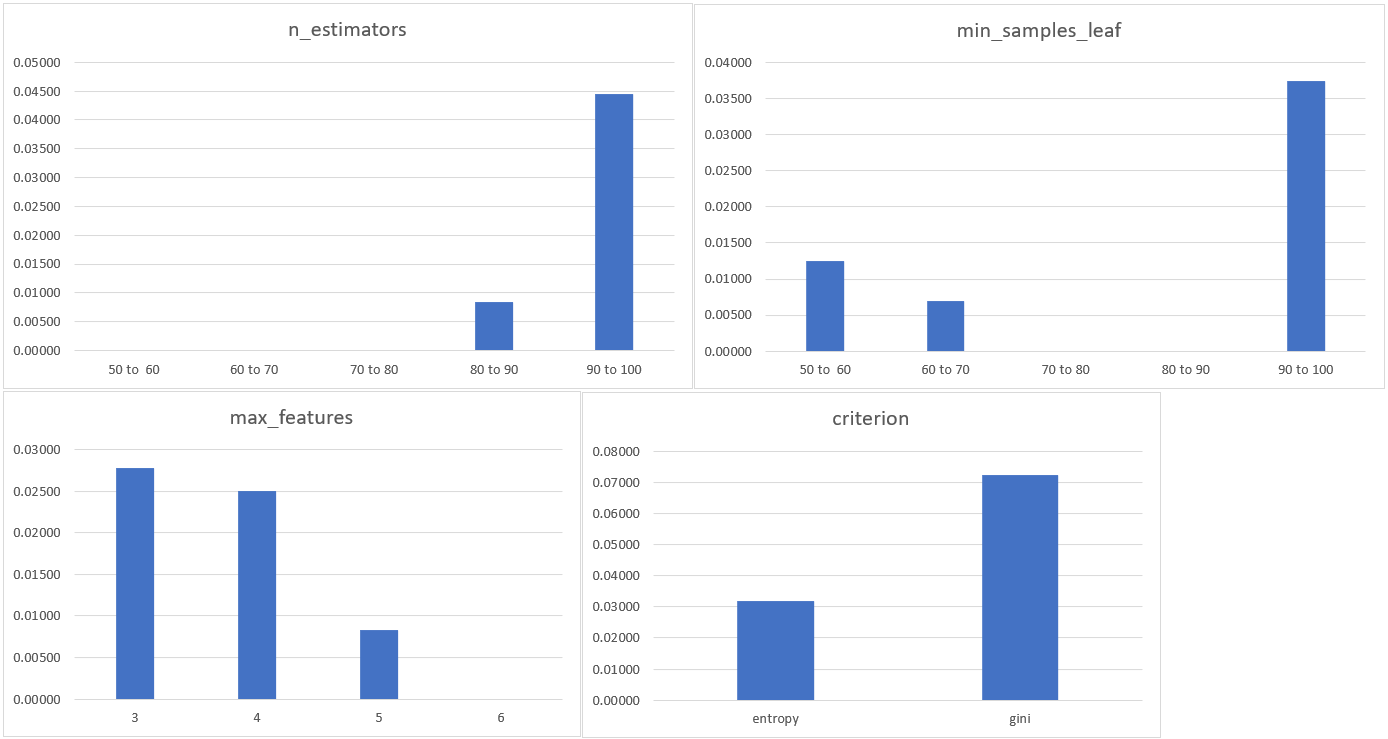 n_estimators
0.05000
0.04500
0.04000
0.03500
0.03000
0.02500
0.02000
0.01500
0.01000
0.00500
0.00000
50 to  60
60 to 70
70 to 80
80 to 90
90 to 100
min_samples_leaf
0.04000
0.03500
0.03000
0.02500
0.02000
0.01500
0.01000
0.00500
0.00000
50 to  60
60 to 70
70 to 80
80 to 90
90 to 100
max_features
0.03000
0.02500
0.02000
0.01500
0.01000
0.00500
0.00000
3
4
5
6
criterion
0.08000
0.07000
0.06000
0.05000
0.04000
0.03000
0.02000
0.01000
0.00000
entropy
gini